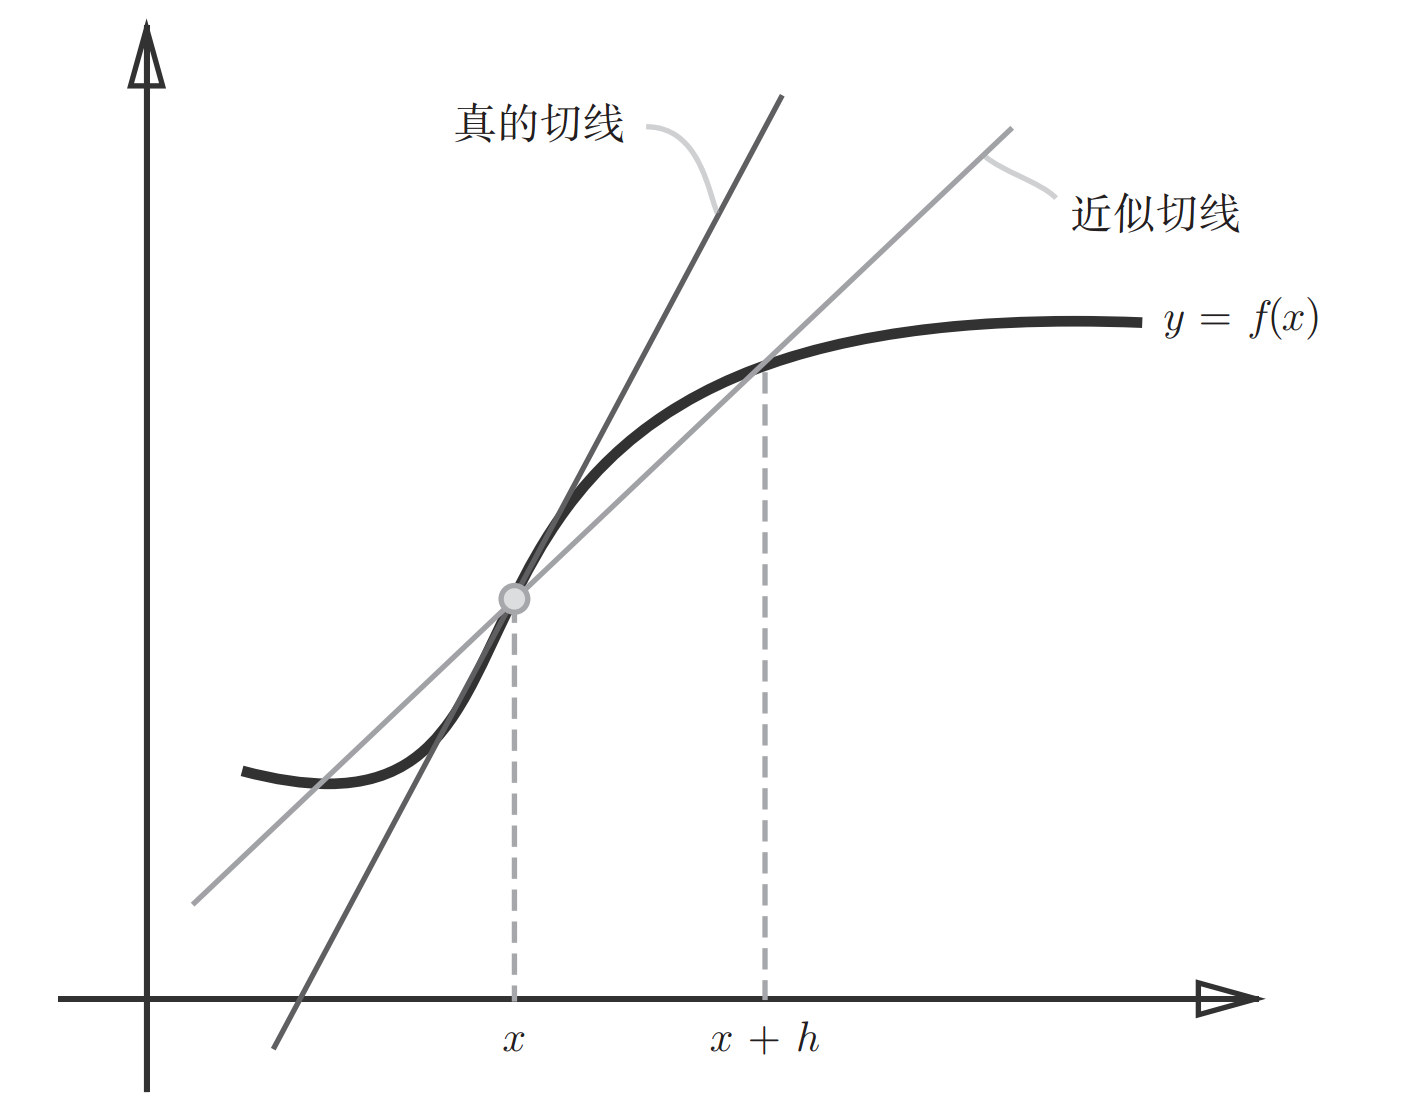 真的切线
近似切线
y = f(x)
x
x + h